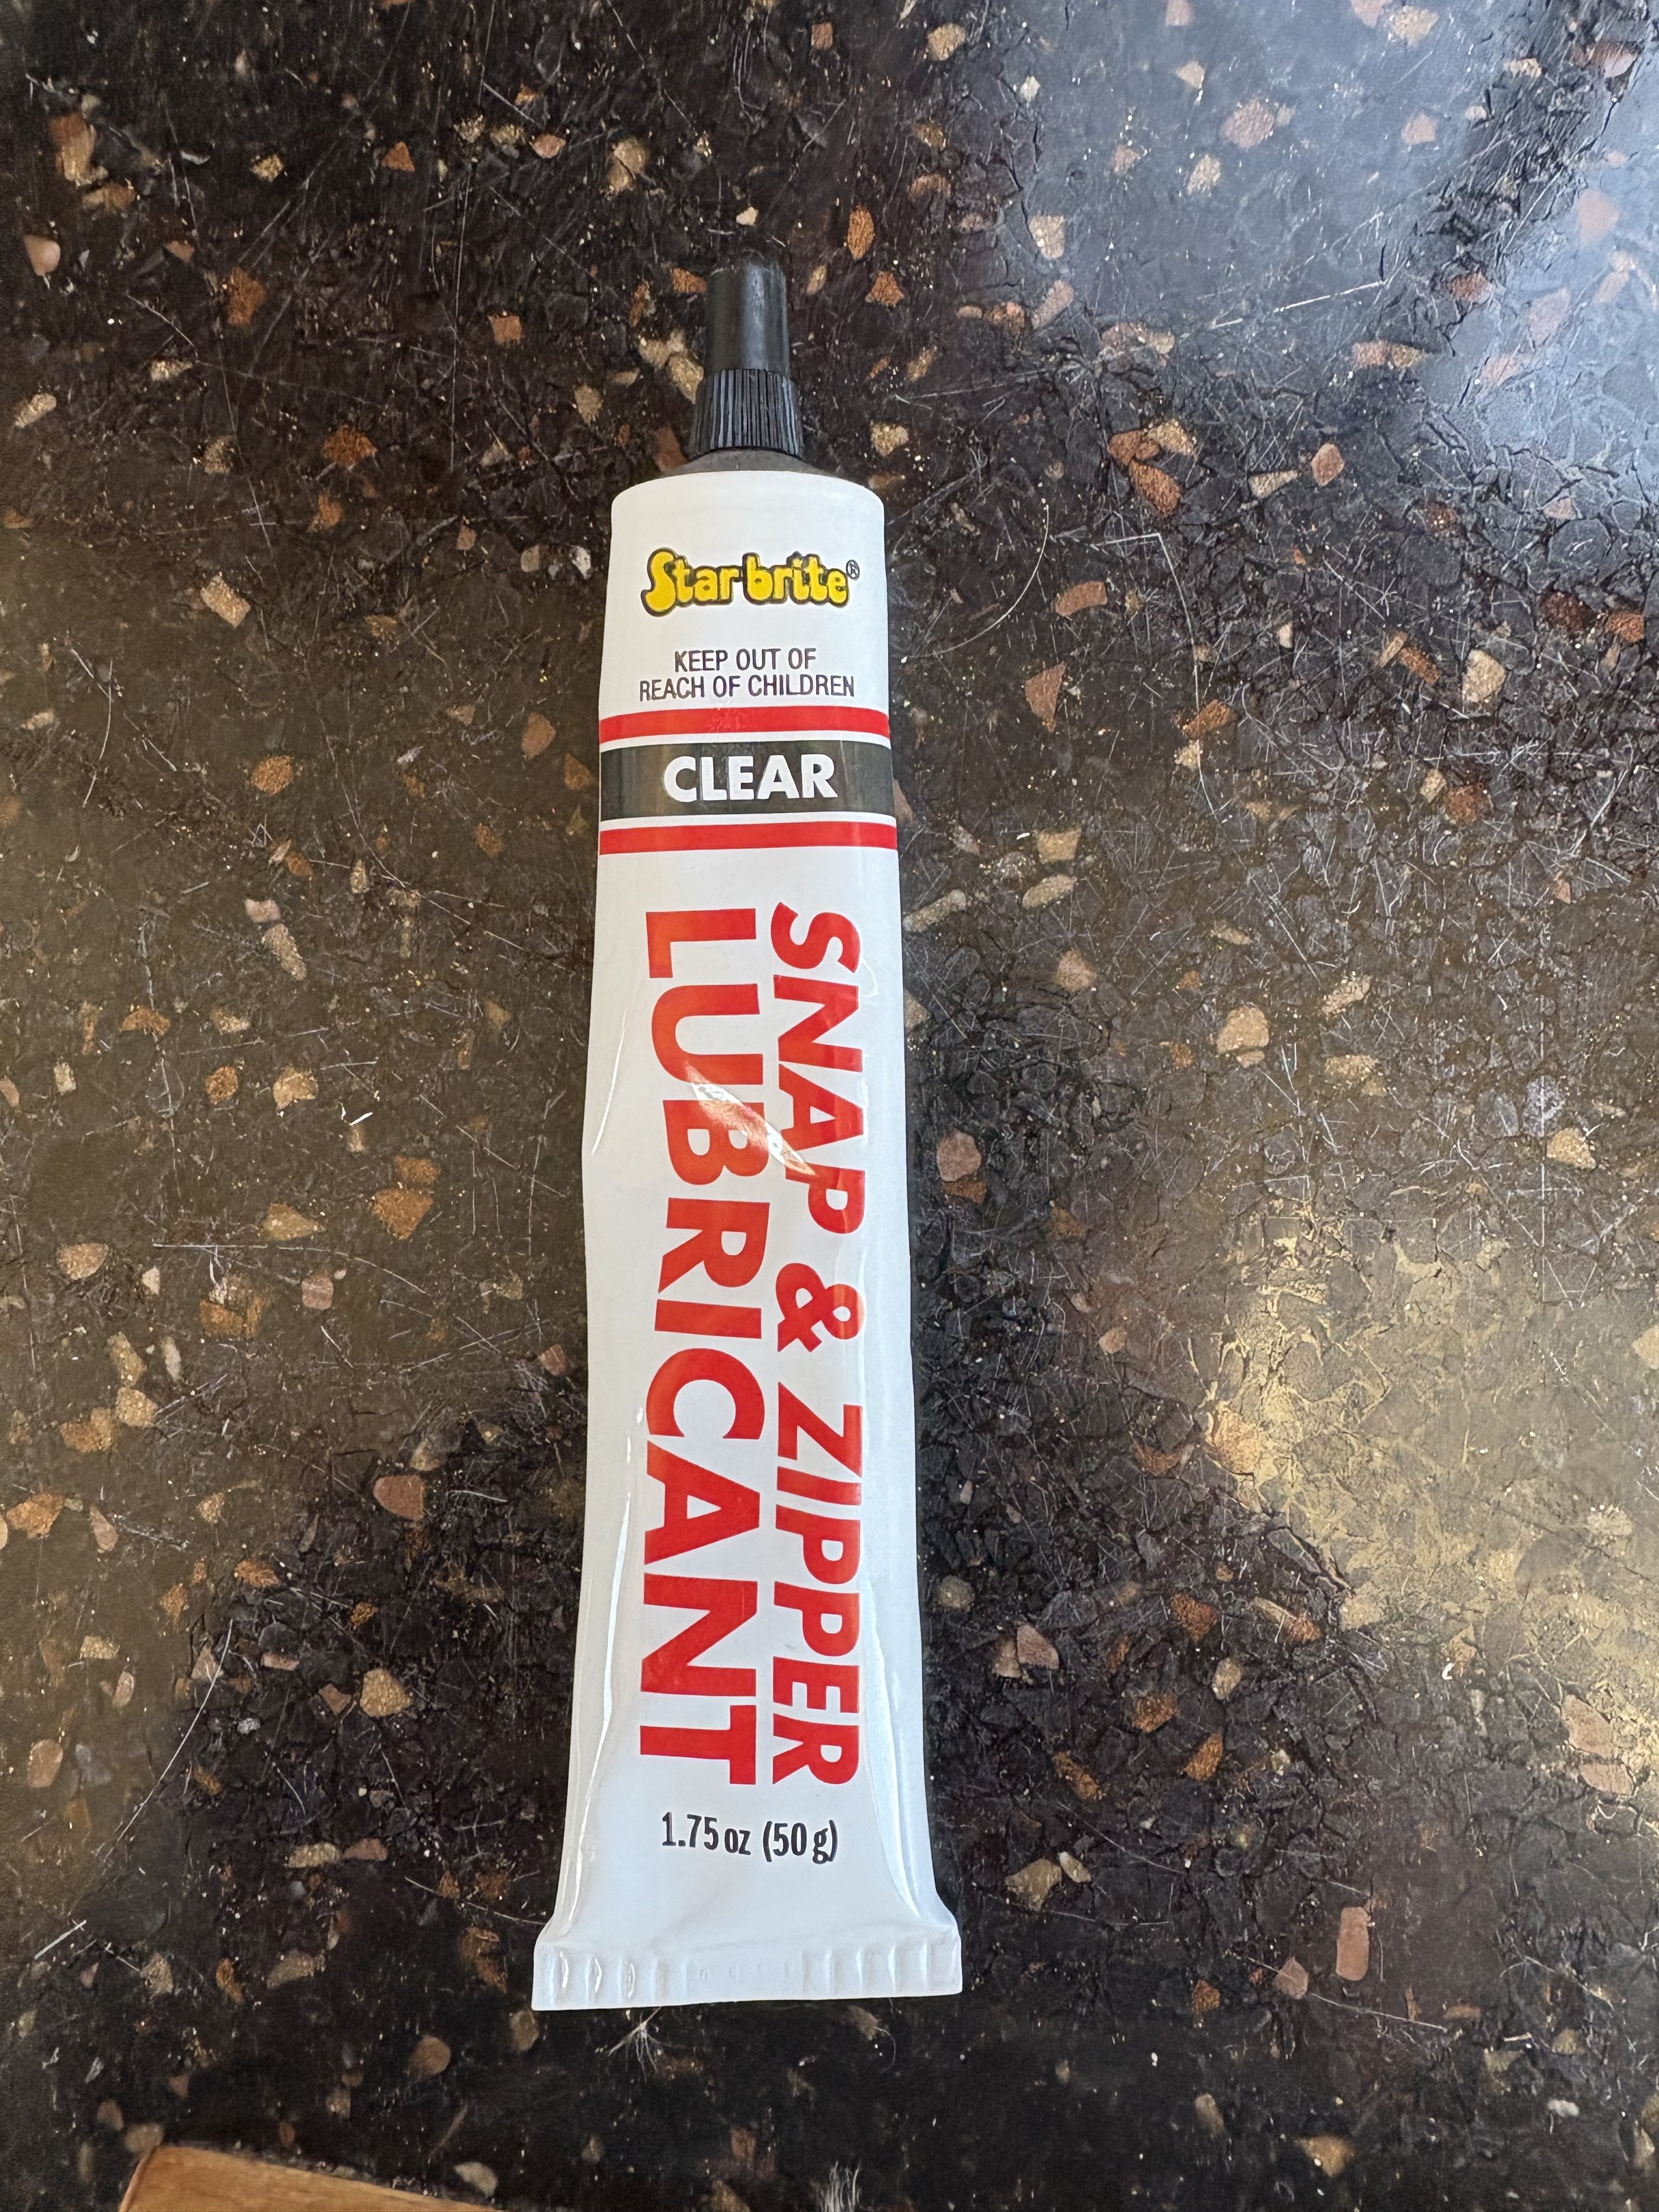 Star brite®
KEEP OUT OF
REACH OF CHILDREN
CLEAR
SNAP & ZIPPER
LUBRICANT
1.75 oz (50 g)